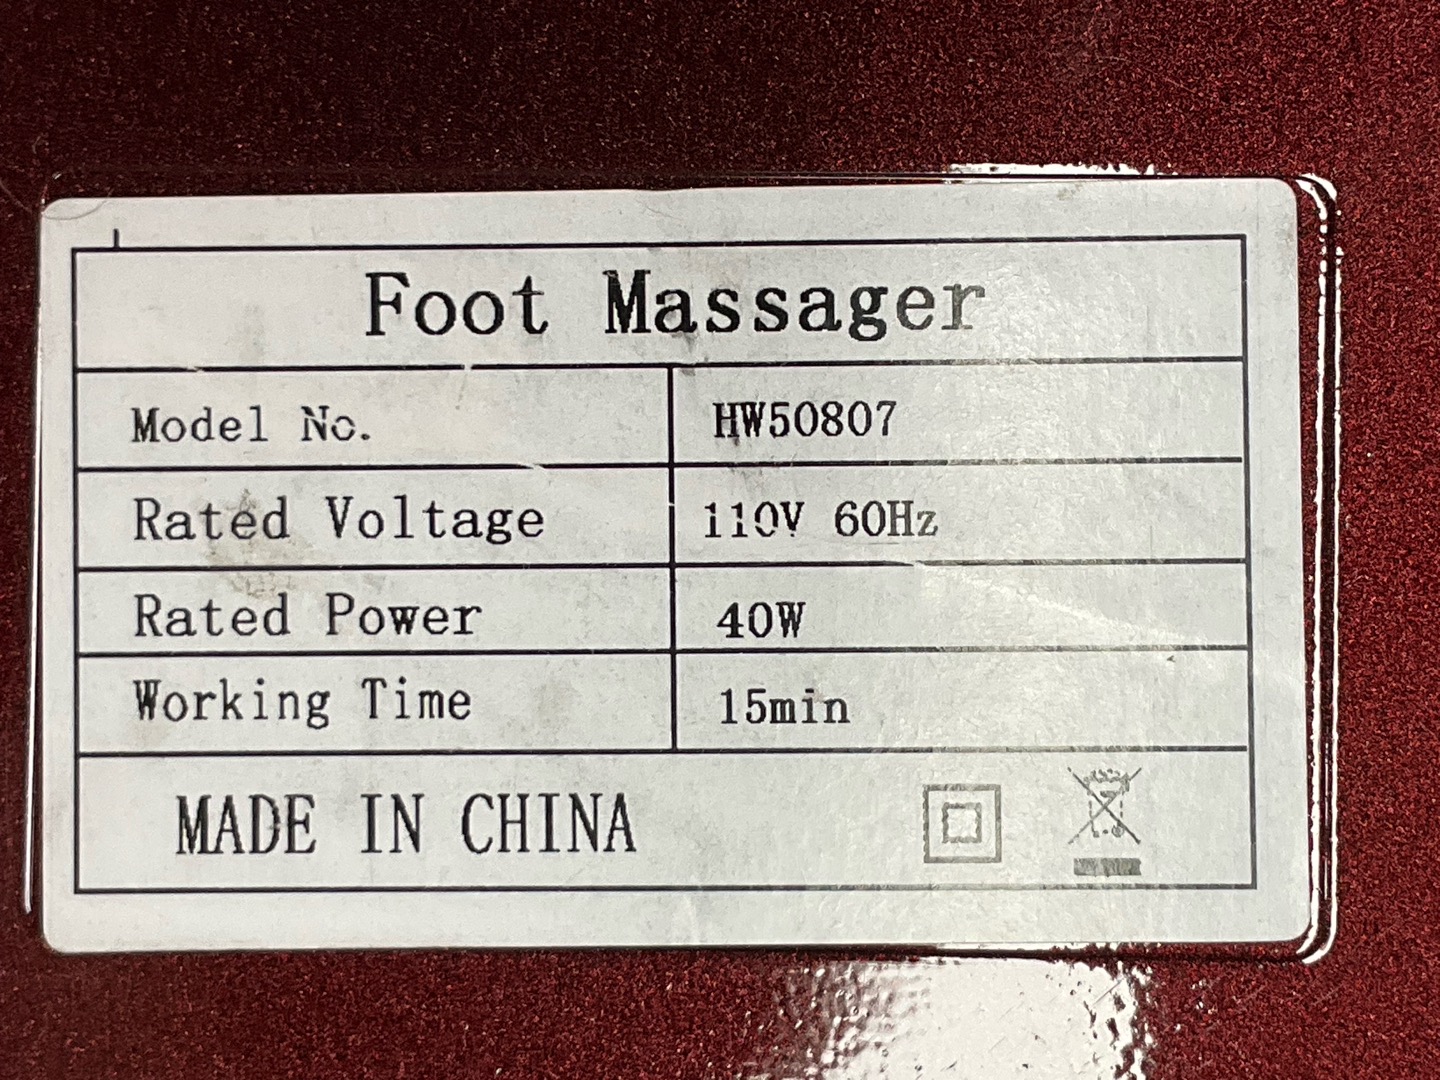 Foot Massager
Model No. HW50807
Rated Voltage 110V 60Hz
Rated Power 40W
Working Time 15min
MADE IN CHINA